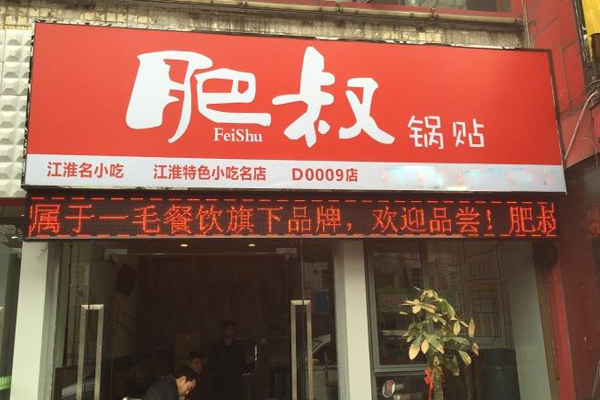 肥叔锅贴
FeiShu
江淮名小吃 江淮特色小吃名店 D0009店
属于一毛餐饮旗下品牌，欢迎品尝！肥叔